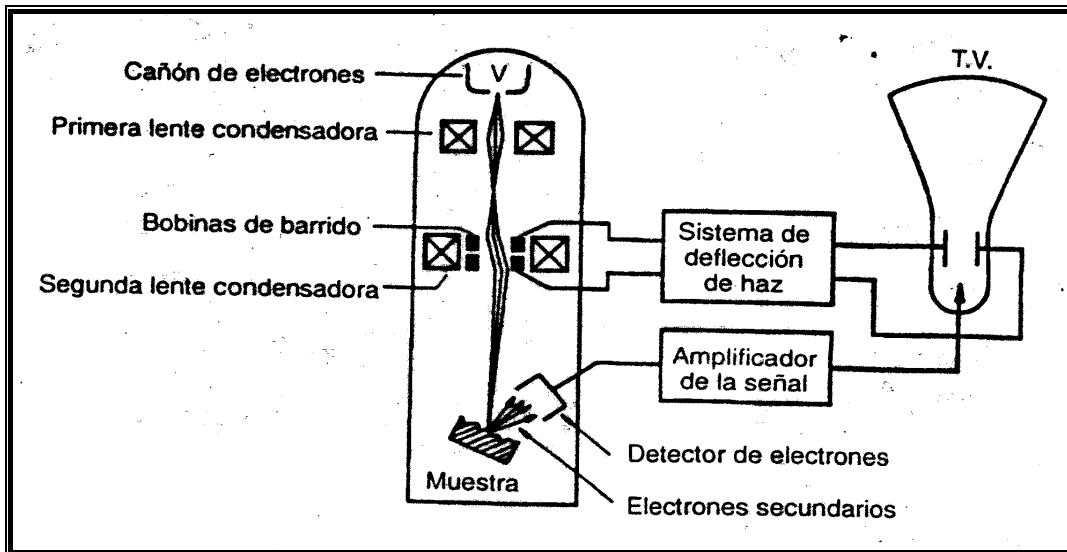 Cañón de electrones
V
T.V.
Primera lente condensadora
Bobinas de barrido
Segunda lente condensadora
Sistema de
deflección
de haz
Amplificador
de la señal
Detector de electrones
Muestra
Electrones secundarios